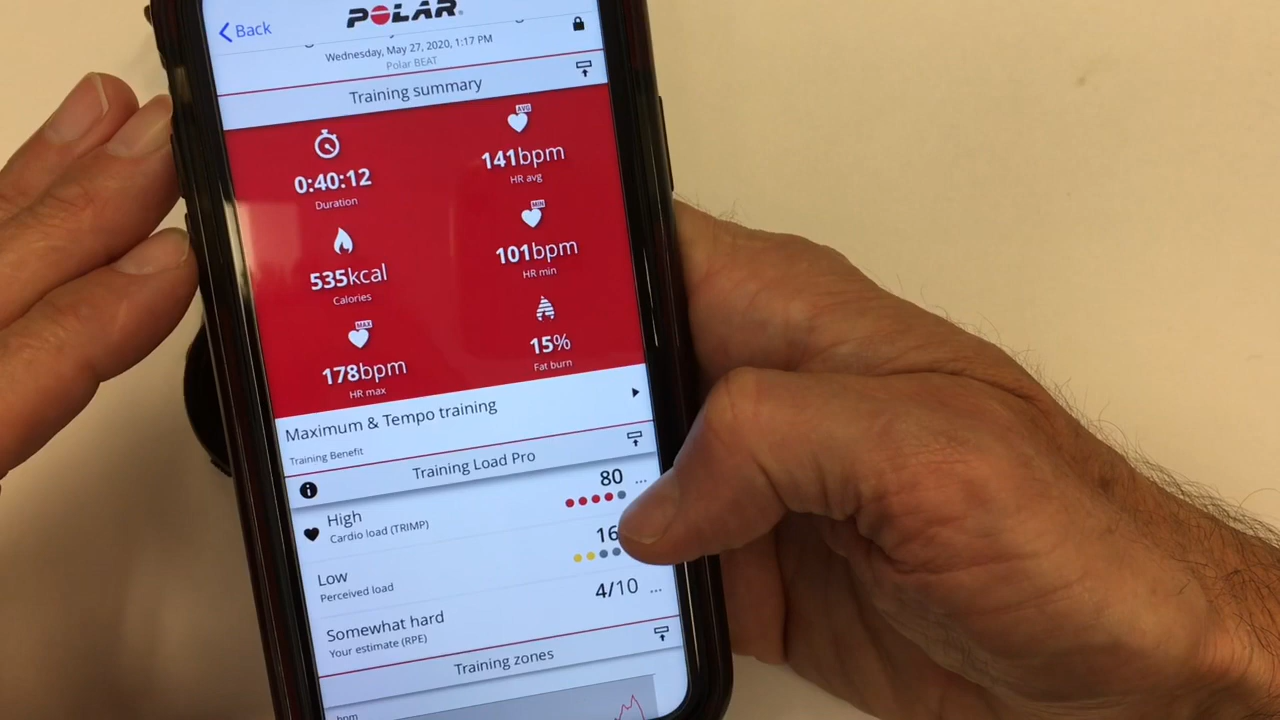 Back
POLAR
Wednesday, May 27, 2020, 1:17 PM
Polar BEAT
Training summary
0:40:12
Duration
AVG
141bpm
HR avg
535kcal
Calories
MIN
101bpm
HR min
MAX
178bpm
HR max
15%
Fat burn
Maximum & Tempo training
Training Benefit
Training Load Pro
80
High
Cardio load (TRIMP)
16
Low
Perceived load
4/10
Somewhat hard
Your estimate (RPE)
Training zones
bpm